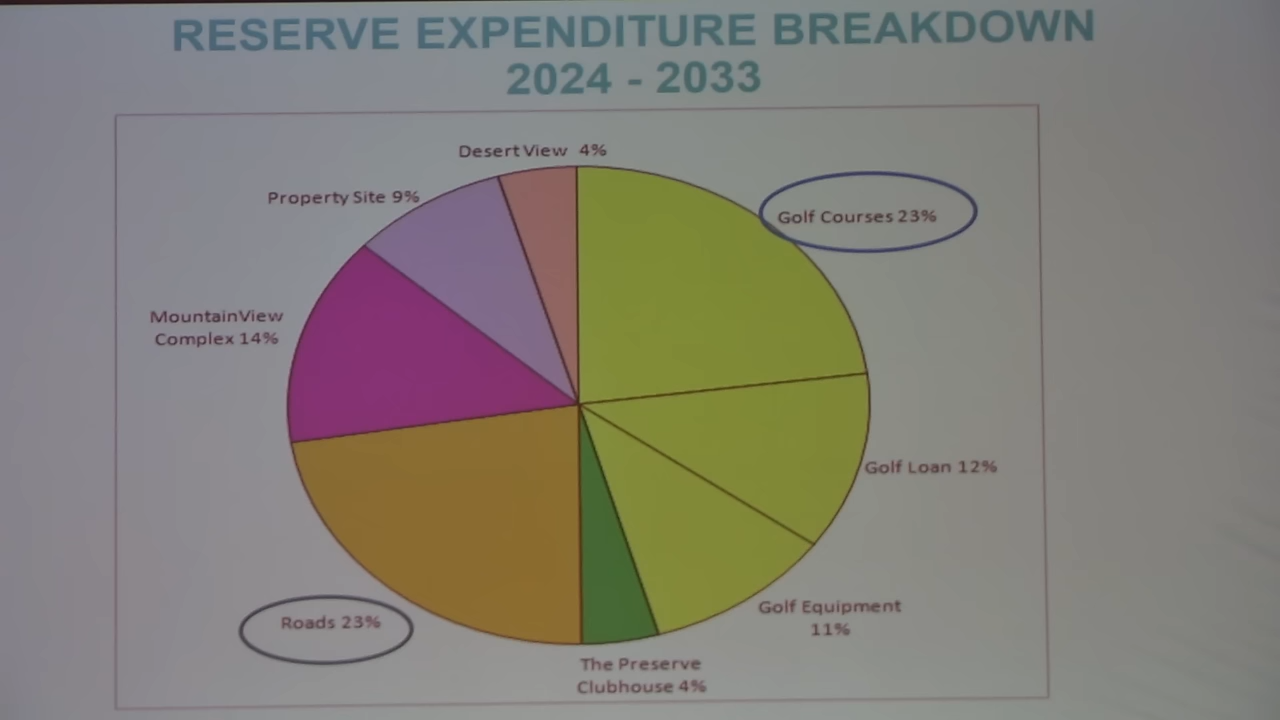 RESERVE EXPENDITURE BREAKDOWN
2024 - 2033
Desert View 4%
Property Site 9%
Golf Courses 23%
MountainView
Complex 14%
Golf Loan 12%
Golf Equipment
11%
Roads 23%
The Preserve
Clubhouse 4%